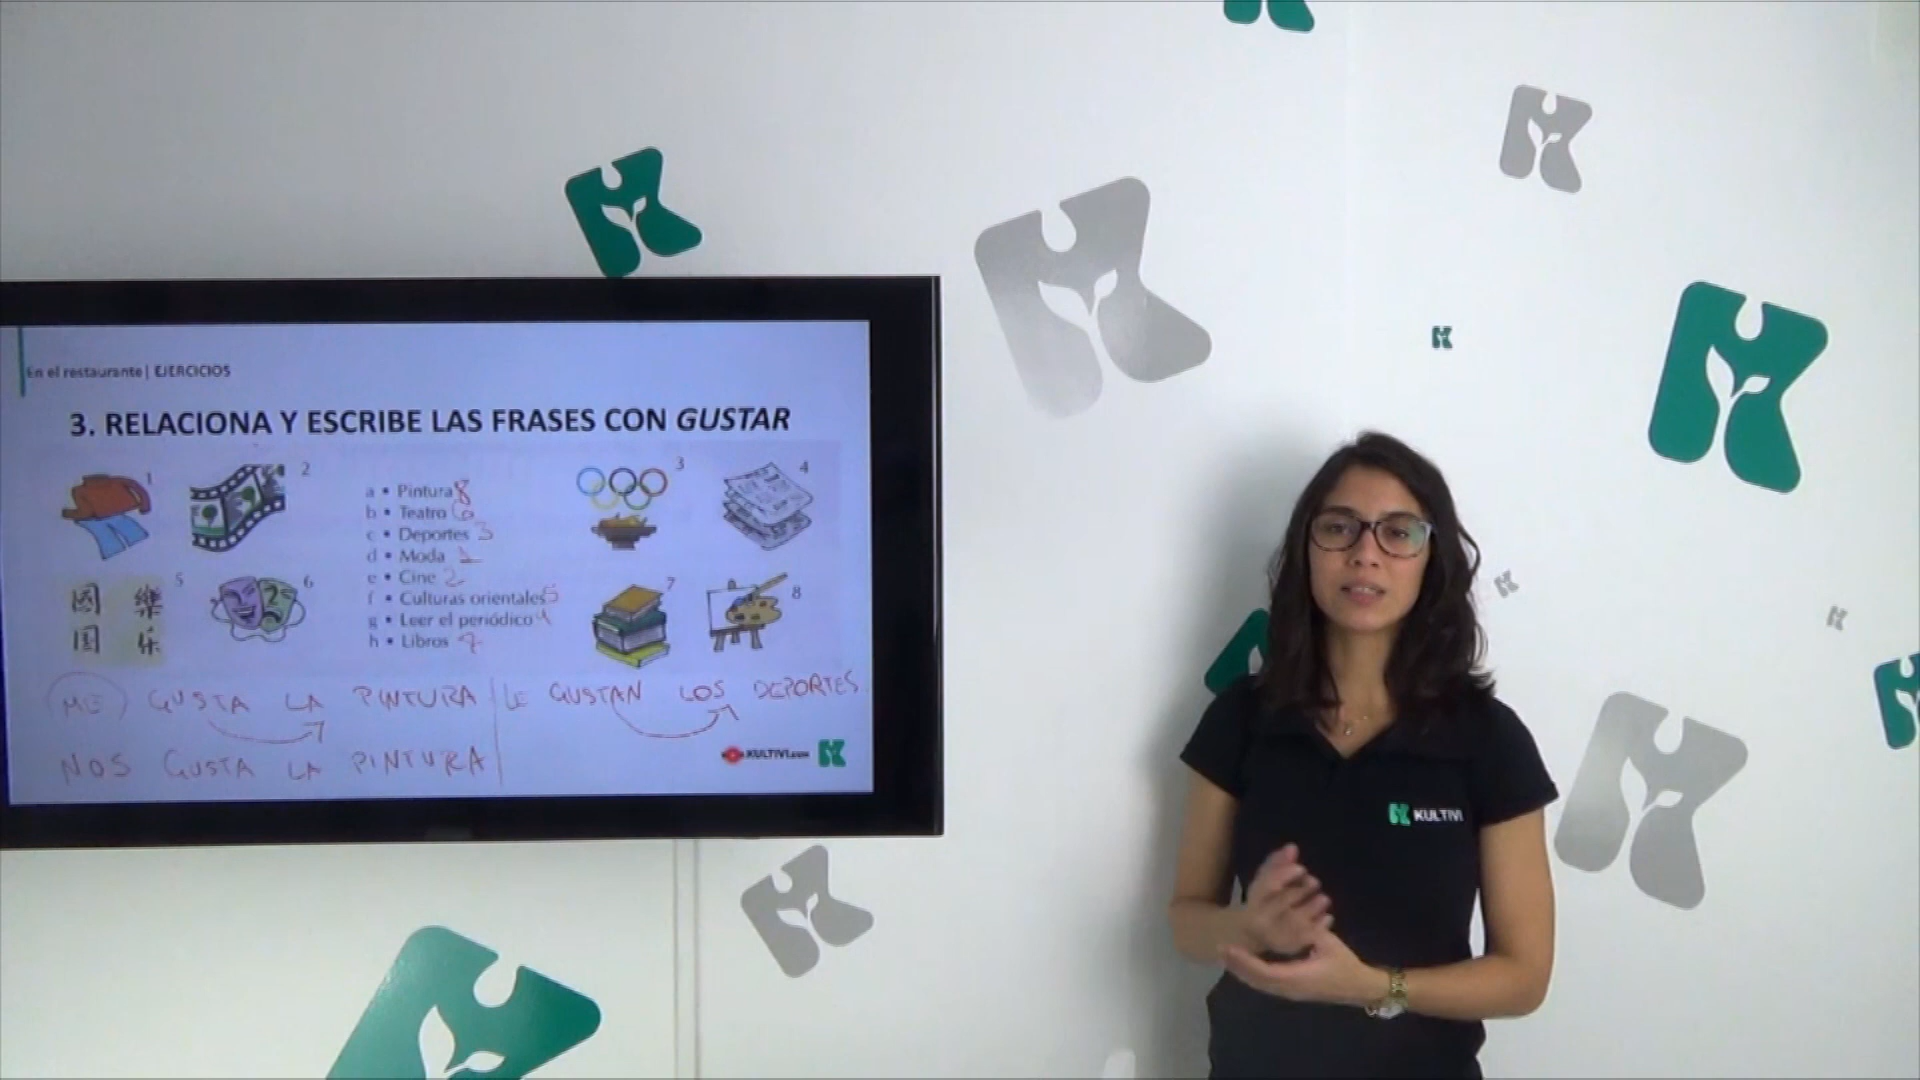 En el restaurante | EJERCICIOS
3. RELACIONA Y ESCRIBE LAS FRASES CON GUSTAR
1
2
3
4
a • Pintura 8
b • Teatro 6
c • Deportes 3
d • Moda 1
e • Cine 2
f • Culturas orientales 5
g • Leer el periódico 4
h • Libros 7
5
6
7
8
ME GUSTA LA PINTURA
LE GUSTAN LOS DEPORTES
NOS GUSTA LA PINTURA
KULTIVI.com
KULTIVI